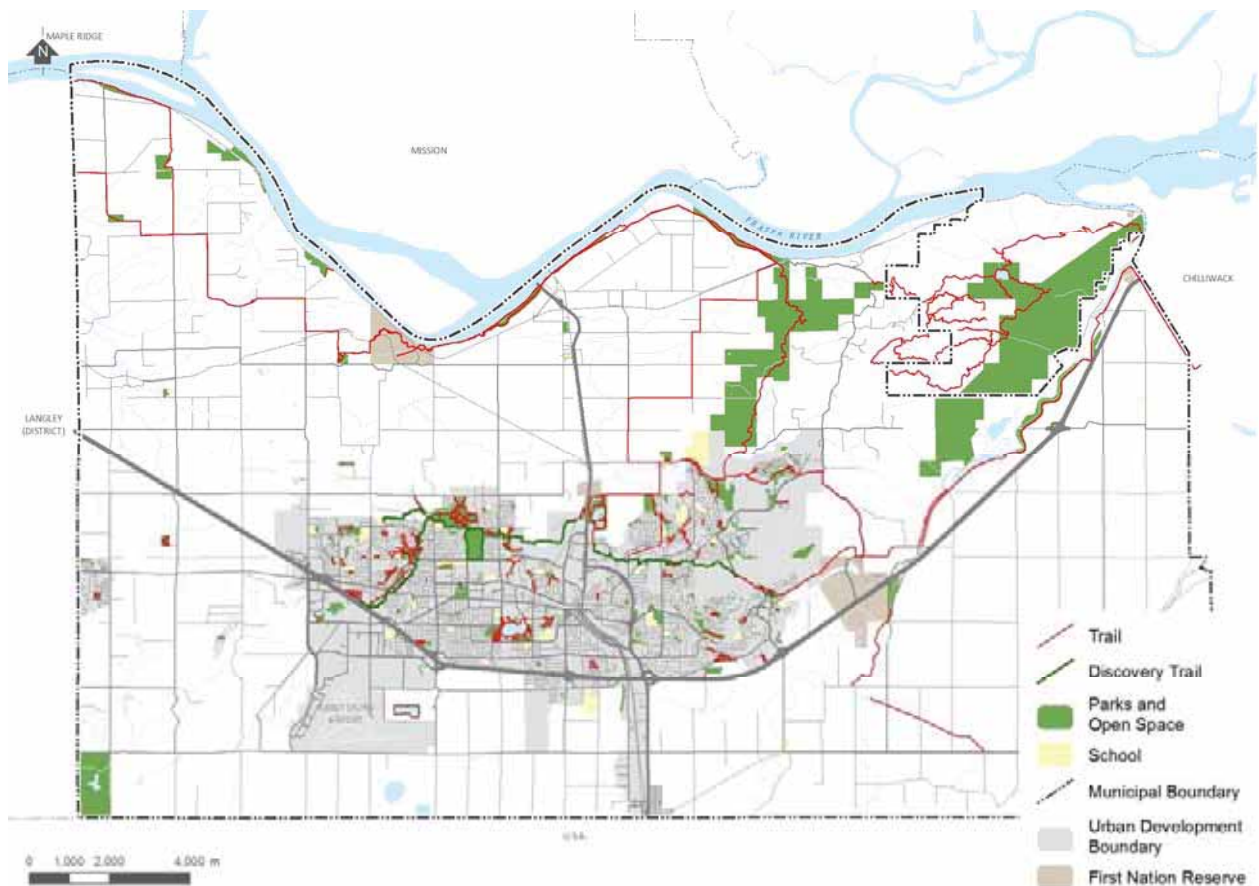 MAPLE RIDGE
N
MISSION
FRASER RIVER
CHILLIWACK
LANGLEY
(DISTRICT)
USA
Trail
Discovery Trail
Parks and
Open Space
School
Municipal Boundary
Urban Development
Boundary
First Nation Reserve
0 1,000 2,000 4,000 m